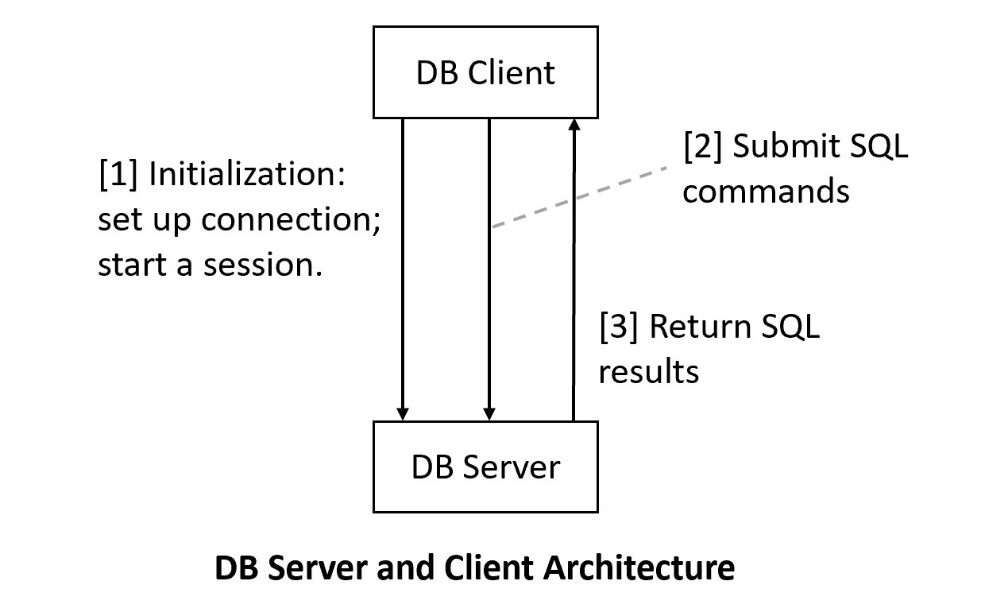 DB Client
[1] Initialization:
set up connection;
start a session.
[2] Submit SQL
commands
[3] Return SQL
results
DB Server
DB Server and Client Architecture